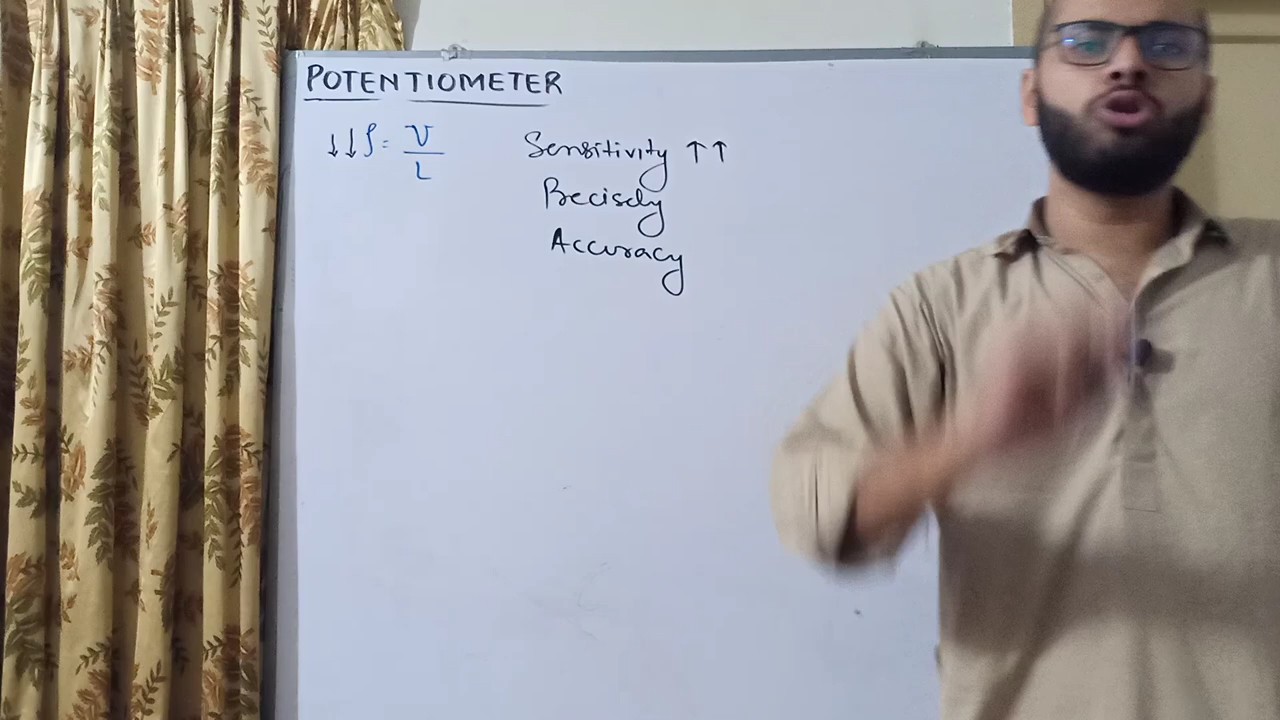 POTENTIOMETER
↓↓ρ = V/L
Sensitivity ↑↑
Precisely
Accuracy